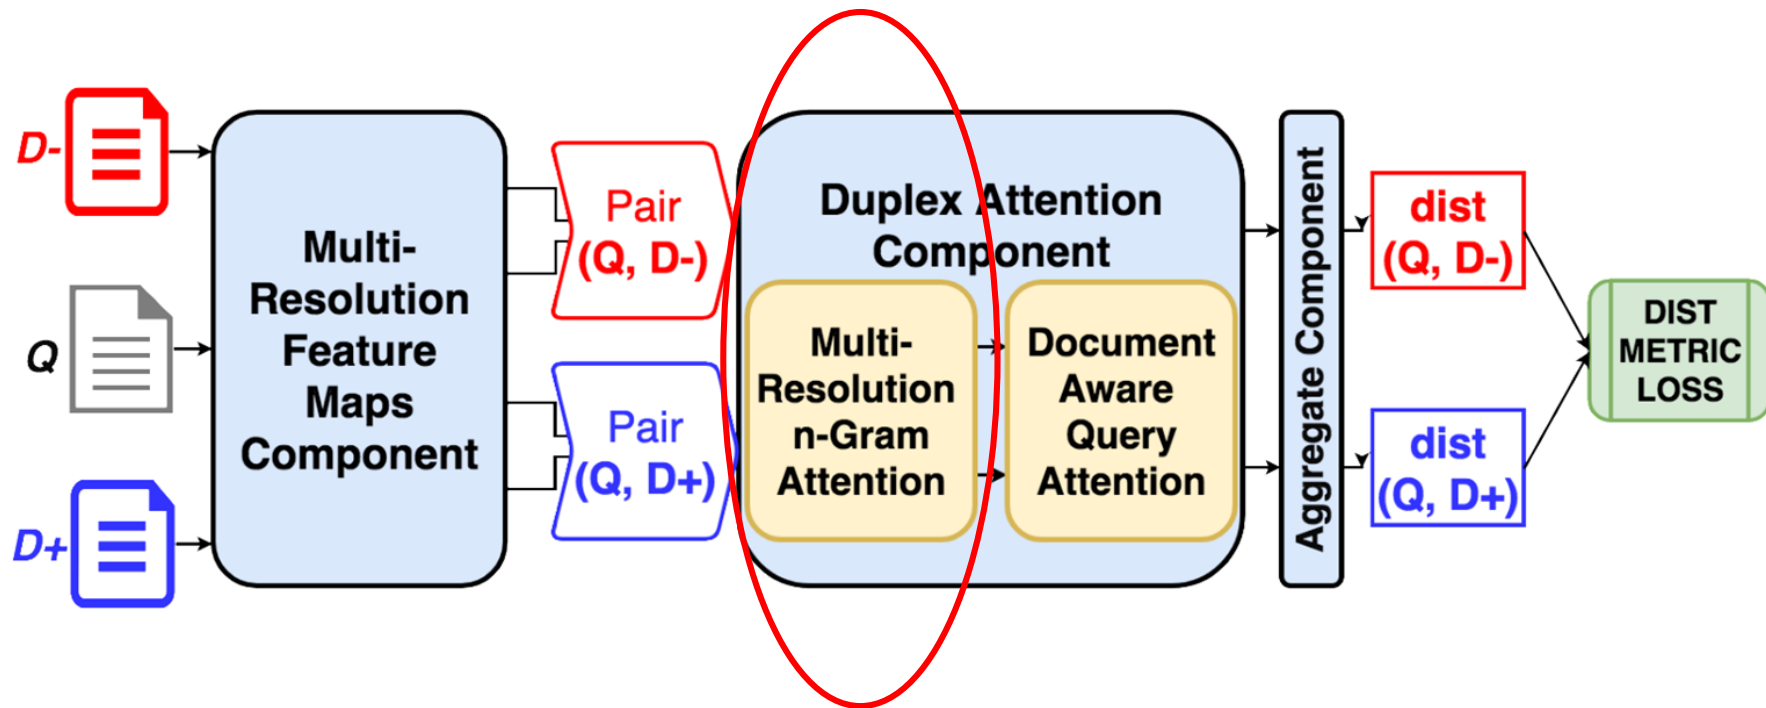 D-
Q
D+
Multi-
Resolution
Feature
Maps
Component
Pair
(Q, D-)
Pair
(Q, D+)
Duplex Attention
Component
Multi-
Resolution
n-Gram
Attention
Document
Aware
Query
Attention
Aggregate Component
dist
(Q, D-)
dist
(Q, D+)
DIST
METRIC
LOSS